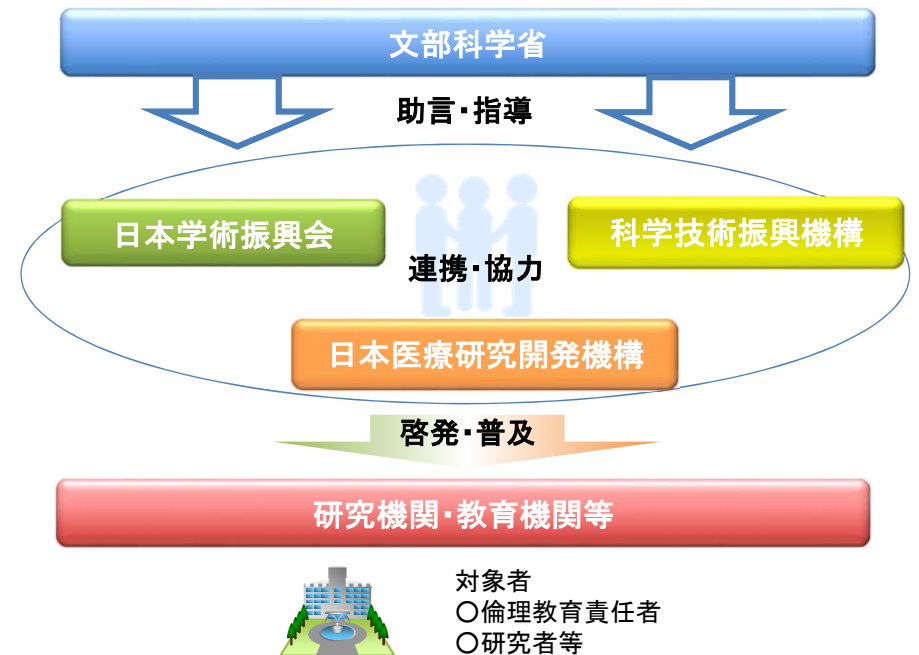 文部科学省
助言・指導
日本学術振興会
科学技術振興機構
連携・協力
日本医療研究開発機構
啓発・普及
研究機関・教育機関等
対象者
○倫理教育責任者
○研究者等